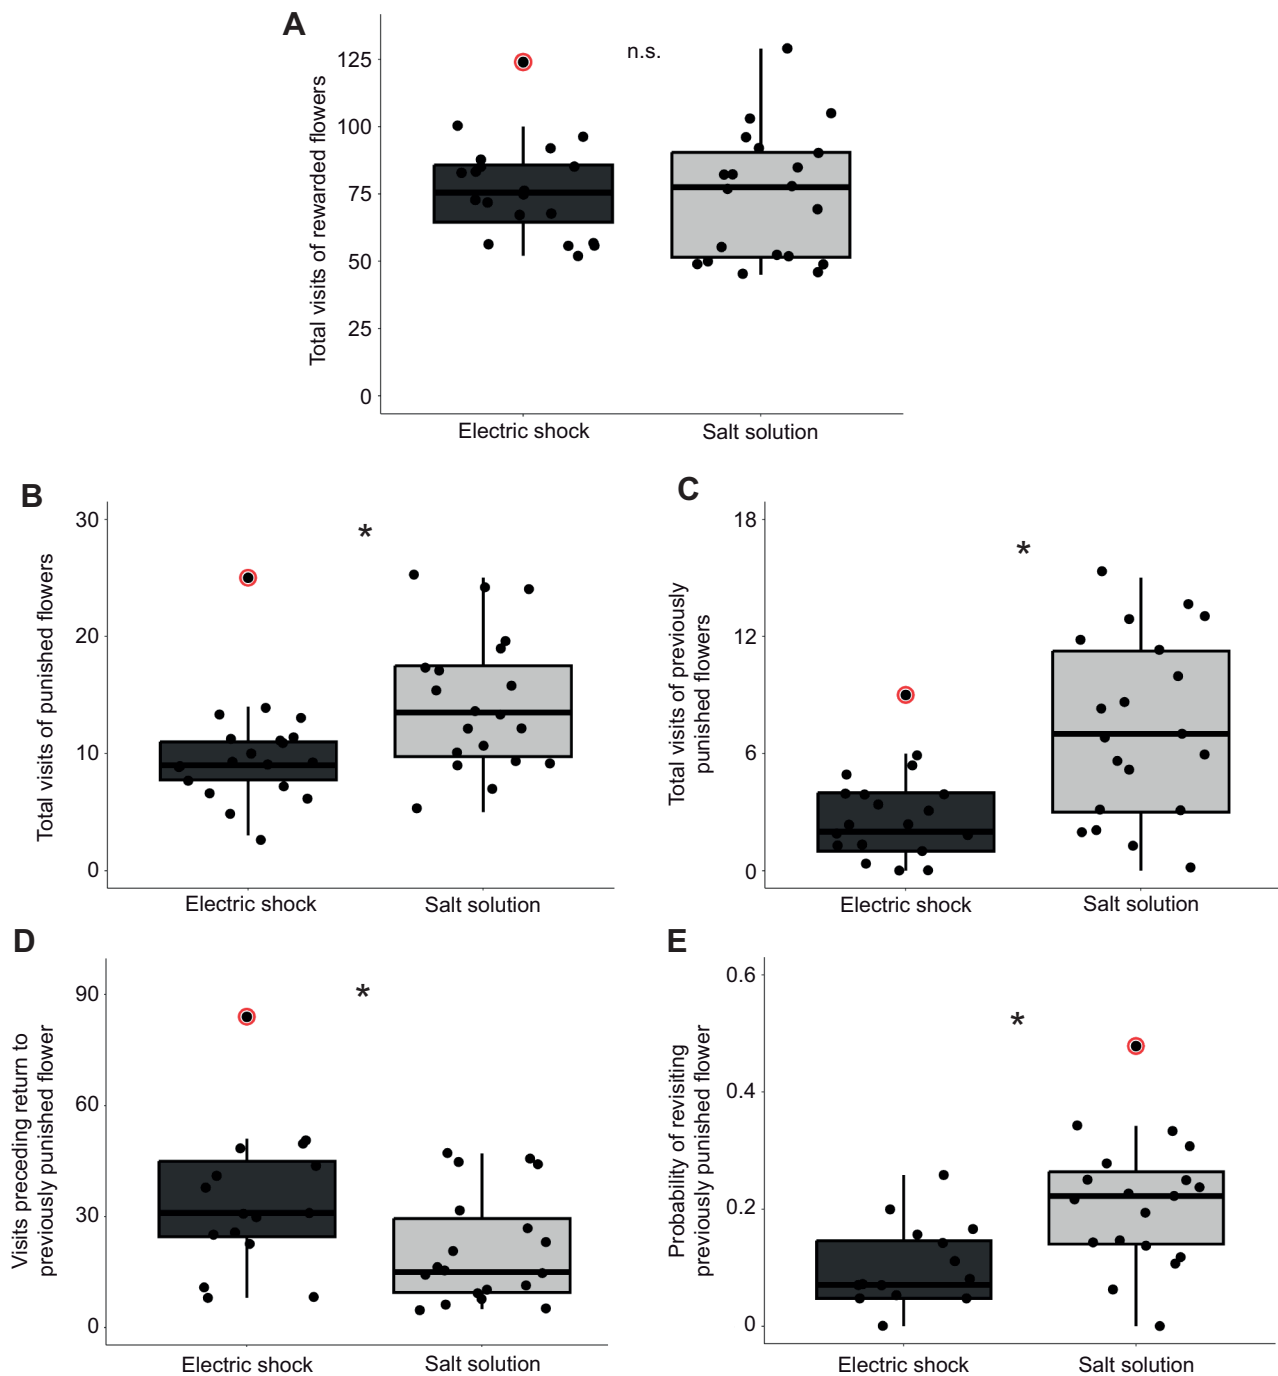 A
n.s.
Total visits of rewarded flowers
125
100
75
50
25
0
Electric shock
Salt solution
B
*
Total visits of punished flowers
30
20
10
0
Electric shock
Salt solution
C
*
Total visits of previously
punished flowers
18
12
6
0
Electric shock
Salt solution
D
*
Visits preceding return to
previously punished flower
90
60
30
0
Electric shock
Salt solution
E
*
Probability of revisiting
previously punished flower
0.6
0.4
0.2
0
Electric shock
Salt solution